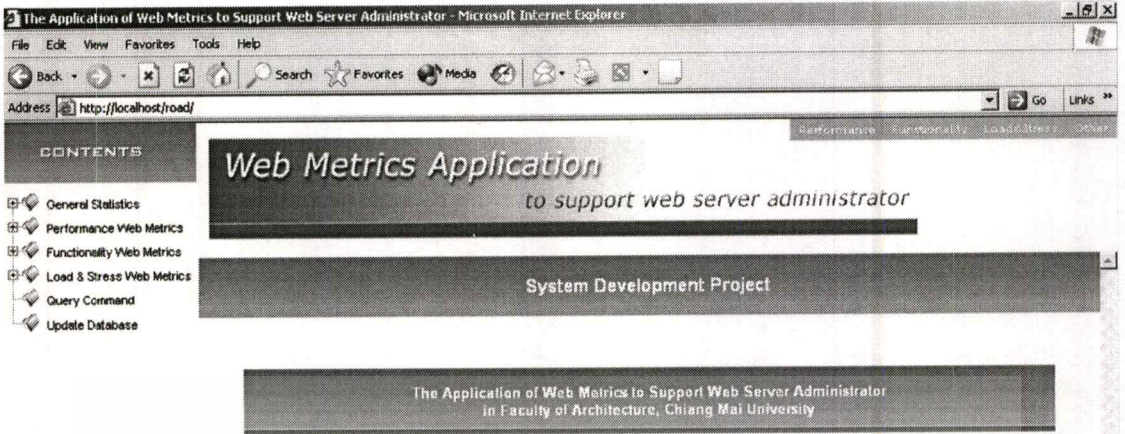 The Application of Web Metrics to Support Web Server Administrator - Microsoft Internet Explorer
File Edit View Favorites Tools Help
Back Search Favorites Media
Address http://localhost/road/ Go Links »
Performance Functionality Load&Stress Other
CONTENTS
Web Metrics Application
to support web server administrator
General Statistics
Performance Web Metrics
Functionality Web Metrics
Load & Stress Web Metrics
Query Command
Update Database
System Development Project
The Application of Web Metrics to Support Web Server Administrator
in Faculty of Architecture, Chiang Mai University